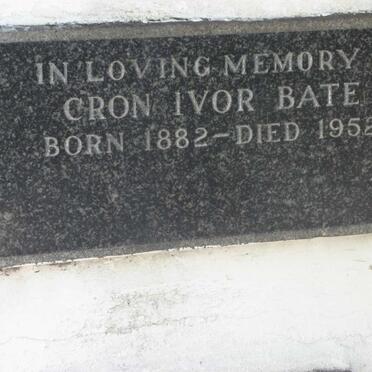 IN LOVING MEMORY
CRON IVOR BATE
BORN 1882-DIED 1952